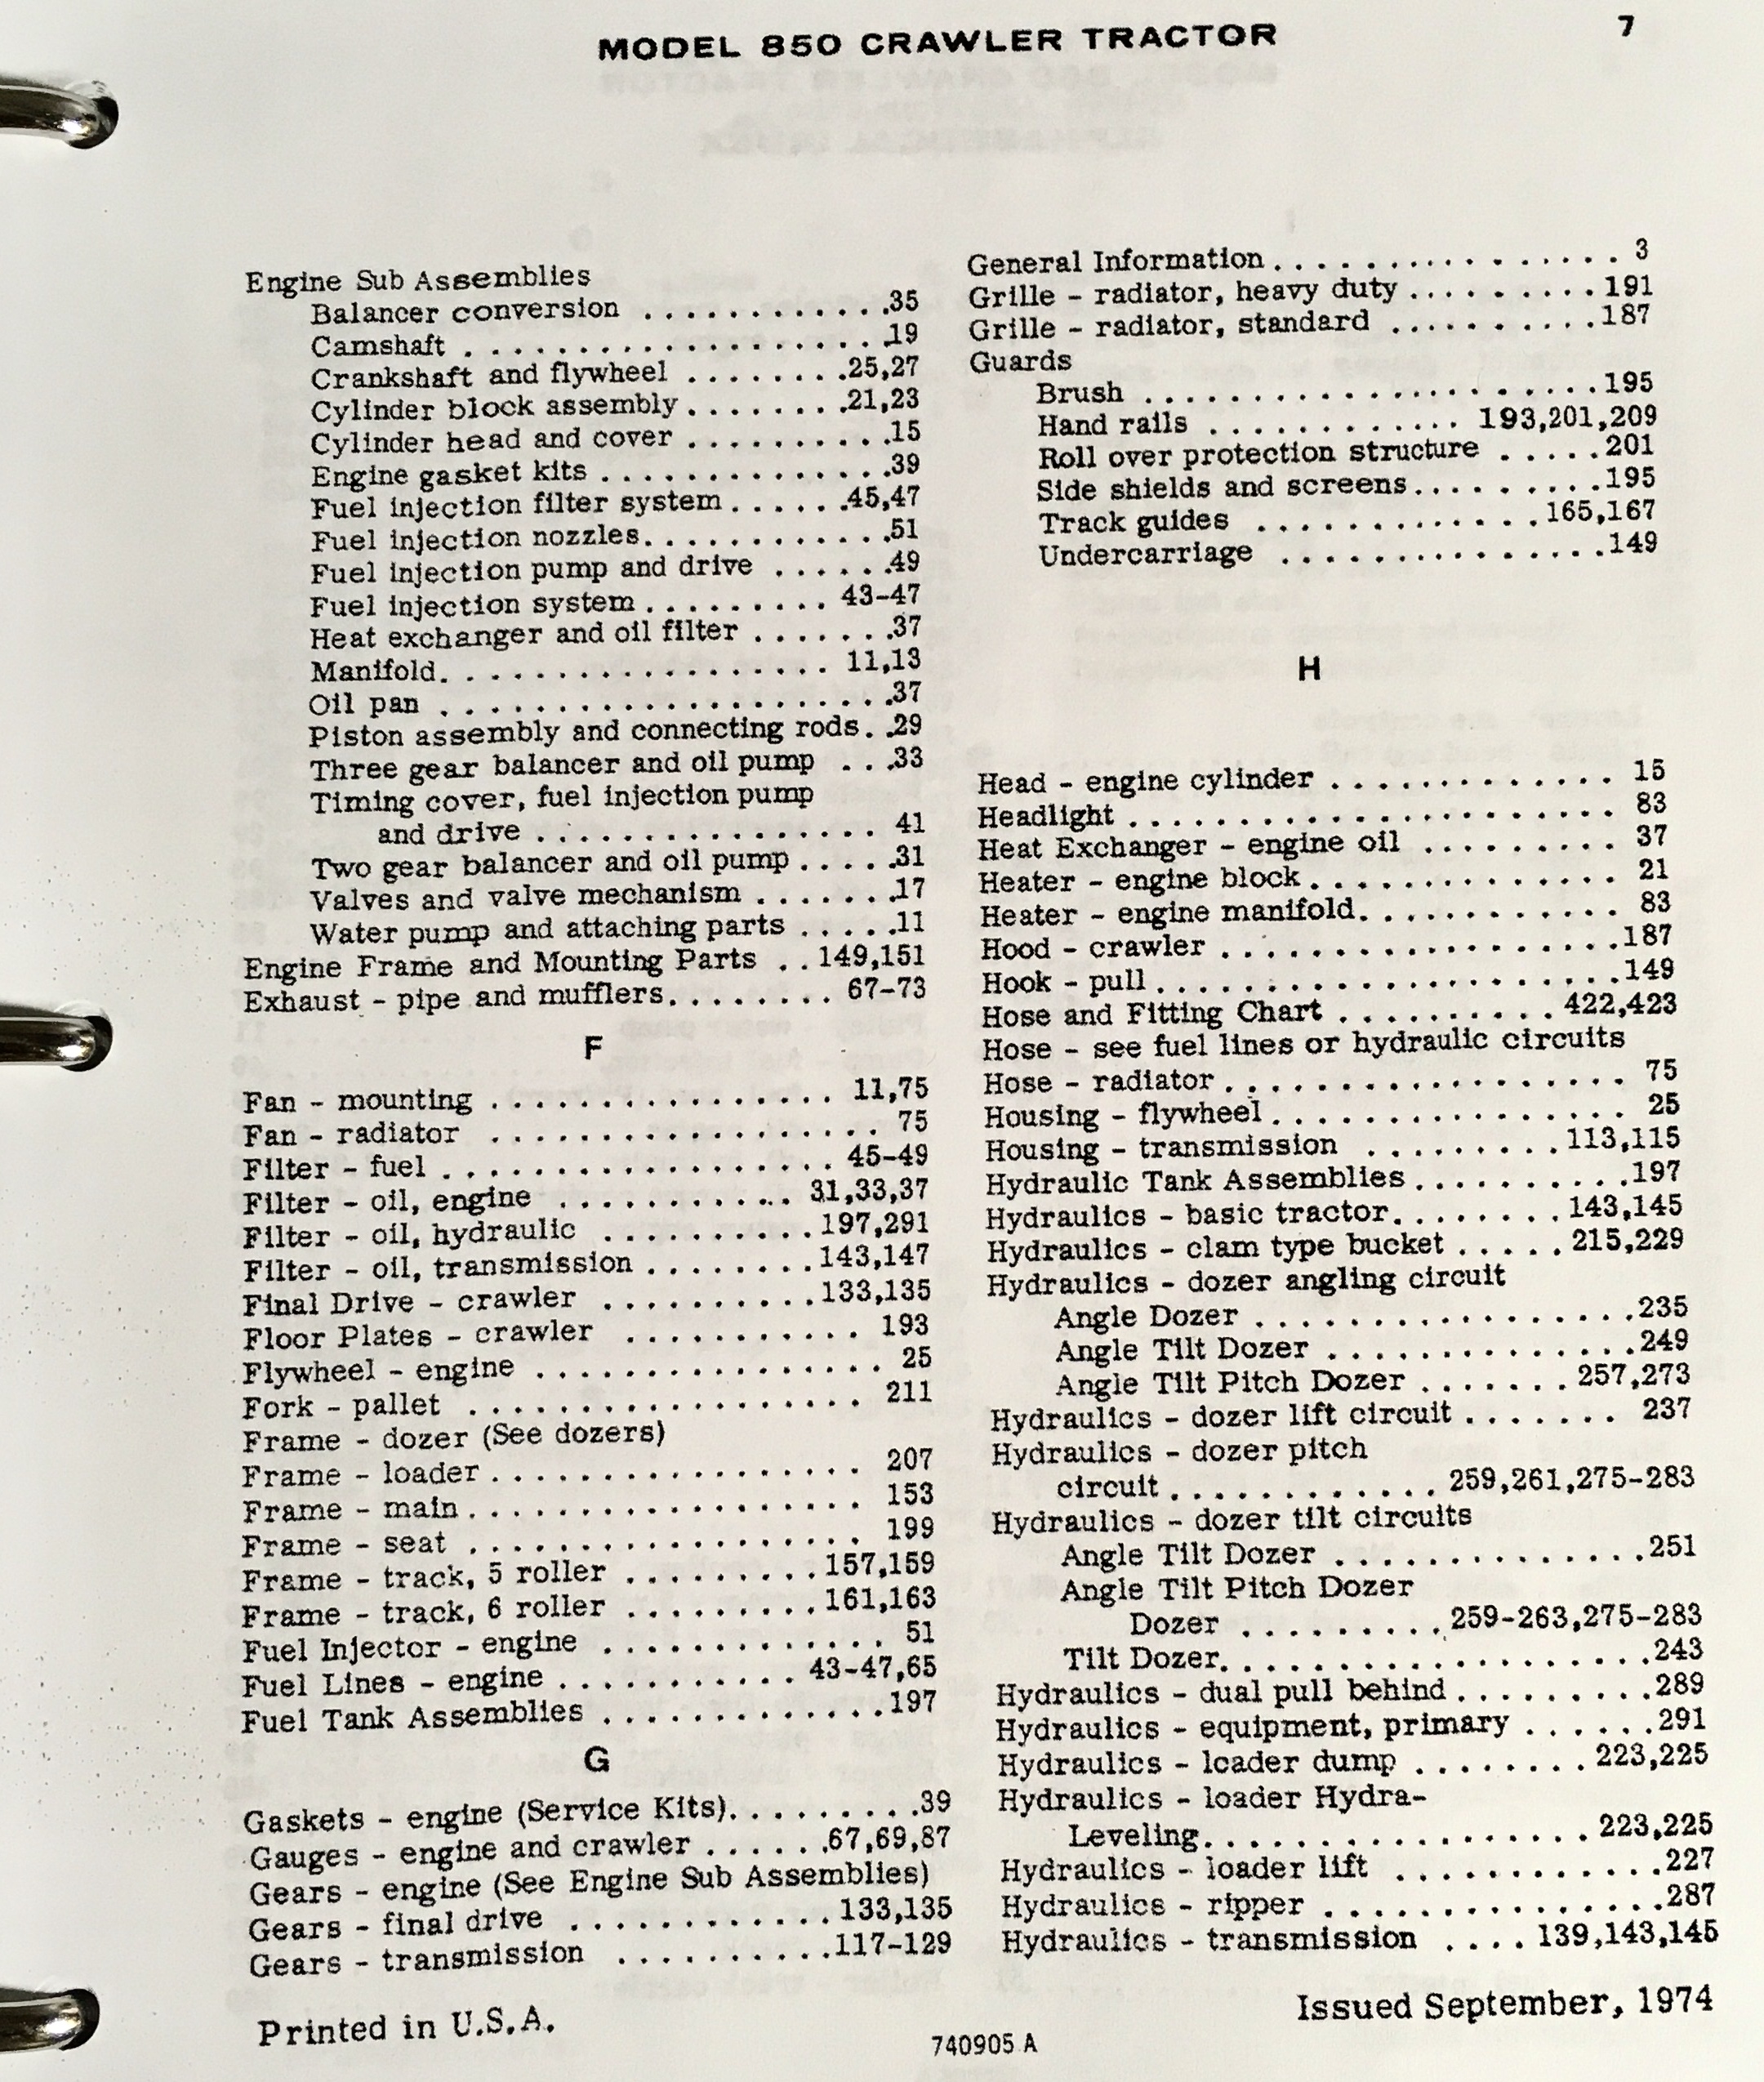 MODEL 850 CRAWLER TRACTOR
7
Engine Sub Assemblies
Balancer conversion . . . . . . . . . . . . .35
Camshaft . . . . . . . . . . . . . . . . . . . . .19
Crankshaft and flywheel . . . . . . . . .25,27
Cylinder block assembly . . . . . . . .21,23
Cylinder head and cover . . . . . . . . . . .15
Engine gasket kits . . . . . . . . . . . . . . .39
Fuel injection filter system . . . . . . .45,47
Fuel injection nozzles. . . . . . . . . . . . .51
Fuel injection pump and drive . . . . . .49
Fuel injection system . . . . . . . . . 43-47
Heat exchanger and oil filter . . . . . . .37
Manifold. . . . . . . . . . . . . . . . . 11,13
Oil pan . . . . . . . . . . . . . . . . . . . . . .37
Piston assembly and connecting rods. .29
Three gear balancer and oil pump . . .33
Timing cover, fuel injection pump
and drive . . . . . . . . . . . . . . . . 41
Two gear balancer and oil pump . . . . .31
Valves and valve mechanism . . . . . . .17
Water pump and attaching parts . . . . .11
Engine Frame and Mounting Parts . . 149,151
Exhaust - pipe and mufflers. . . . . . . . 67-73
F
Fan - mounting . . . . . . . . . . . . . . . . 11,75
Fan - radiator . . . . . . . . . . . . . . . . . . 75
Filter - fuel . . . . . . . . . . . . . . . . . . 45-49
Filter - oil, engine . . . . . . . . . . . . 31,33,37
Filter - oil, hydraulic . . . . . . . . . . .197,291
Filter - oil, transmission . . . . . . . . .143,147
Final Drive - crawler . . . . . . . . . . .133,135
Floor Plates - crawler . . . . . . . . . . . . 193
Flywheel - engine . . . . . . . . . . . . . . . . 25
Fork - pallet . . . . . . . . . . . . . . . . . . 211
Frame - dozer (See dozers)
Frame - loader . . . . . . . . . . . . . . . . . 207
Frame - main . . . . . . . . . . . . . . . . . . 153
Frame - seat . . . . . . . . . . . . . . . . . . 199
Frame - track, 5 roller . . . . . . . . . .157,159
Frame - track, 6 roller . . . . . . . . . .161,163
Fuel Injector - engine . . . . . . . . . . . . . 51
Fuel Lines - engine . . . . . . . . . . . 43-47,65
Fuel Tank Assemblies . . . . . . . . . . . . .197
G
Gaskets - engine (Service Kits). . . . . . . . .39
Gauges - engine and crawler . . . . . .67,69,87
Gears - engine (See Engine Sub Assemblies)
Gears - final drive . . . . . . . . . . . . 133,135
Gears - transmission . . . . . . . . . .117-129
General Information . . . . . . . . . . . . . . . . 3
Grille - radiator, heavy duty . . . . . . . . . .191
Grille - radiator, standard . . . . . . . . . . .187
Guards
Brush . . . . . . . . . . . . . . . . . . . .195
Hand rails . . . . . . . . . . . . 193,201,209
Roll over protection structure . . . . .201
Side shields and screens. . . . . . . . . .195
Track guides . . . . . . . . . . . . .165,167
Undercarriage . . . . . . . . . . . . . . .149
H
Head - engine cylinder . . . . . . . . . . . . . 15
Headlight . . . . . . . . . . . . . . . . . . . . . . 83
Heat Exchanger - engine oil . . . . . . . . . 37
Heater - engine block . . . . . . . . . . . . . . 21
Heater - engine manifold. . . . . . . . . . . . 83
Hood - crawler . . . . . . . . . . . . . . . . . .187
Hook - pull . . . . . . . . . . . . . . . . . . . . .149
Hose and Fitting Chart . . . . . . . . . . 422,423
Hose - see fuel lines or hydraulic circuits
Hose - radiator . . . . . . . . . . . . . . . . . . 75
Housing - flywheel . . . . . . . . . . . . . . . . 25
Housing - transmission . . . . . . . . .113,115
Hydraulic Tank Assemblies . . . . . . . . . .197
Hydraulics - basic tractor. . . . . . . . 143,145
Hydraulics - clam type bucket . . . . . 215,229
Hydraulics - dozer angling circuit
Angle Dozer . . . . . . . . . . . . . . . . .235
Angle Tilt Dozer . . . . . . . . . . . . . .249
Angle Tilt Pitch Dozer . . . . . . . 257,273
Hydraulics - dozer lift circuit . . . . . . . 237
Hydraulics - dozer pitch
circuit . . . . . . . . . . . . 259,261,275-283
Hydraulics - dozer tilt circuits
Angle Tilt Dozer . . . . . . . . . . . . . .251
Angle Tilt Pitch Dozer
Dozer . . . . . . . . . .259-263,275-283
Tilt Dozer. . . . . . . . . . . . . . . . . . .243
Hydraulics - dual pull behind . . . . . . . . .289
Hydraulics - equipment, primary . . . . . .291
Hydraulics - loader dump . . . . . . . . 223,225
Hydraulics - loader Hydra-
Leveling. . . . . . . . . . . . . . . . . 223,225
Hydraulics - loader lift . . . . . . . . . . . . .227
Hydraulics - ripper . . . . . . . . . . . . . . . .287
Hydraulics - transmission . . . . 139,143,145
Printed in U.S.A.
740905 A
Issued September, 1974